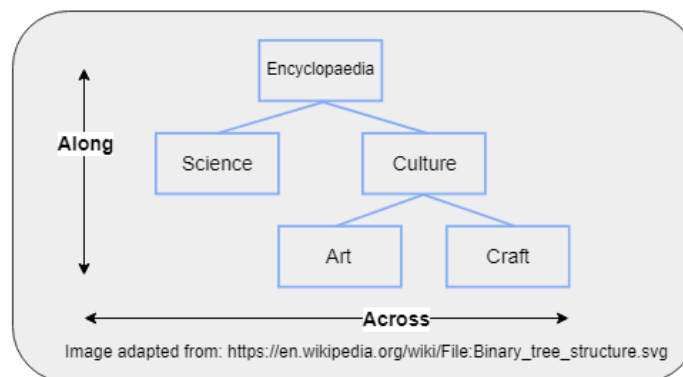 Encyclopaedia
Along
Science
Culture
Art
Craft
Across
Image adapted from: https://en.wikipedia.org/wiki/File:Binary_tree_structure.svg